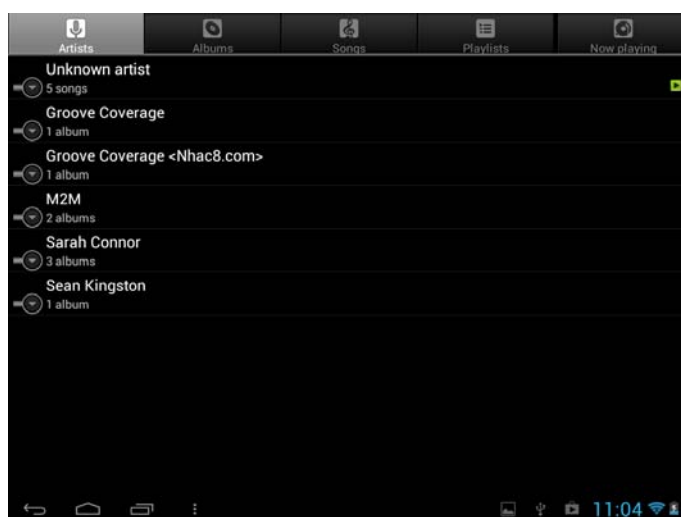 Artists
Albums
Songs
Playlists
Now playing
Unknown artist
5 songs
Groove Coverage
1 album
Groove Coverage <Nhac8.com>
1 album
M2M
2 albums
Sarah Connor
3 albums
Sean Kingston
1 album
11:04